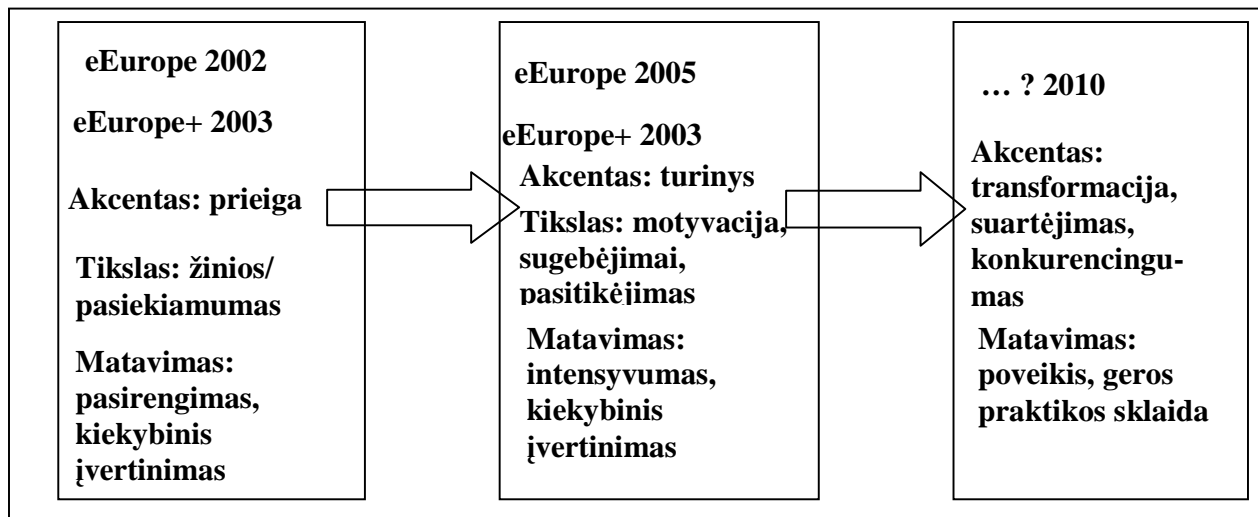 eEurope 2002
eEurope+ 2003
Akcentas: prieiga
Tikslas: žinios/
pasiekiamumas
Matavimas:
pasirengimas,
kiekybinis
įvertinimas
eEurope 2005
eEurope+ 2003
Akcentas: turinys
Tikslas: motyvacija,
sugebėjimai,
pasitikėjimas
Matavimas:
intensyvumas,
kiekybinis
įvertinimas
… ? 2010
Akcentas:
transformacija,
suartėjimas,
konkurencingu-
mas
Matavimas:
poveikis, geros
praktikos sklaida